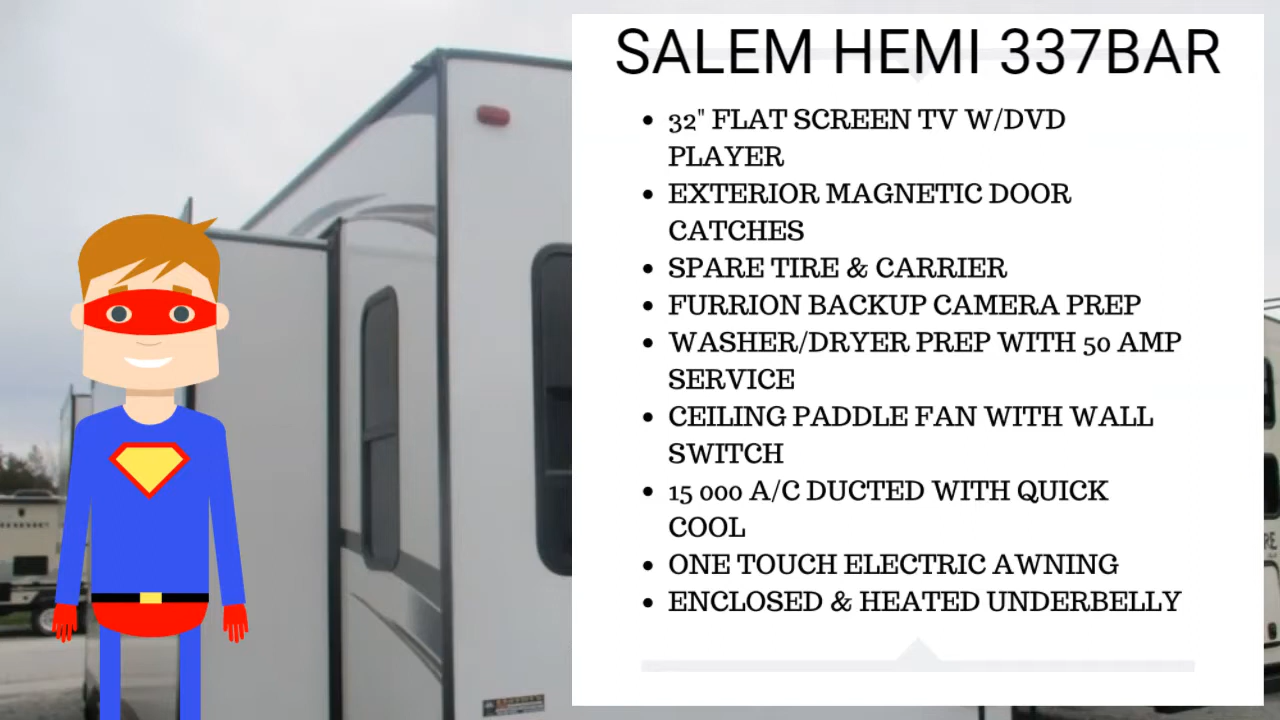 SALEM HEMI 337BAR
• 32" FLAT SCREEN TV W/DVD
PLAYER
• EXTERIOR MAGNETIC DOOR
CATCHES
• SPARE TIRE & CARRIER
• FURRION BACKUP CAMERA PREP
• WASHER/DRYER PREP WITH 50 AMP
SERVICE
• CEILING PADDLE FAN WITH WALL
SWITCH
• 15 000 A/C DUCTED WITH QUICK
COOL
• ONE TOUCH ELECTRIC AWNING
• ENCLOSED & HEATED UNDERBELLY